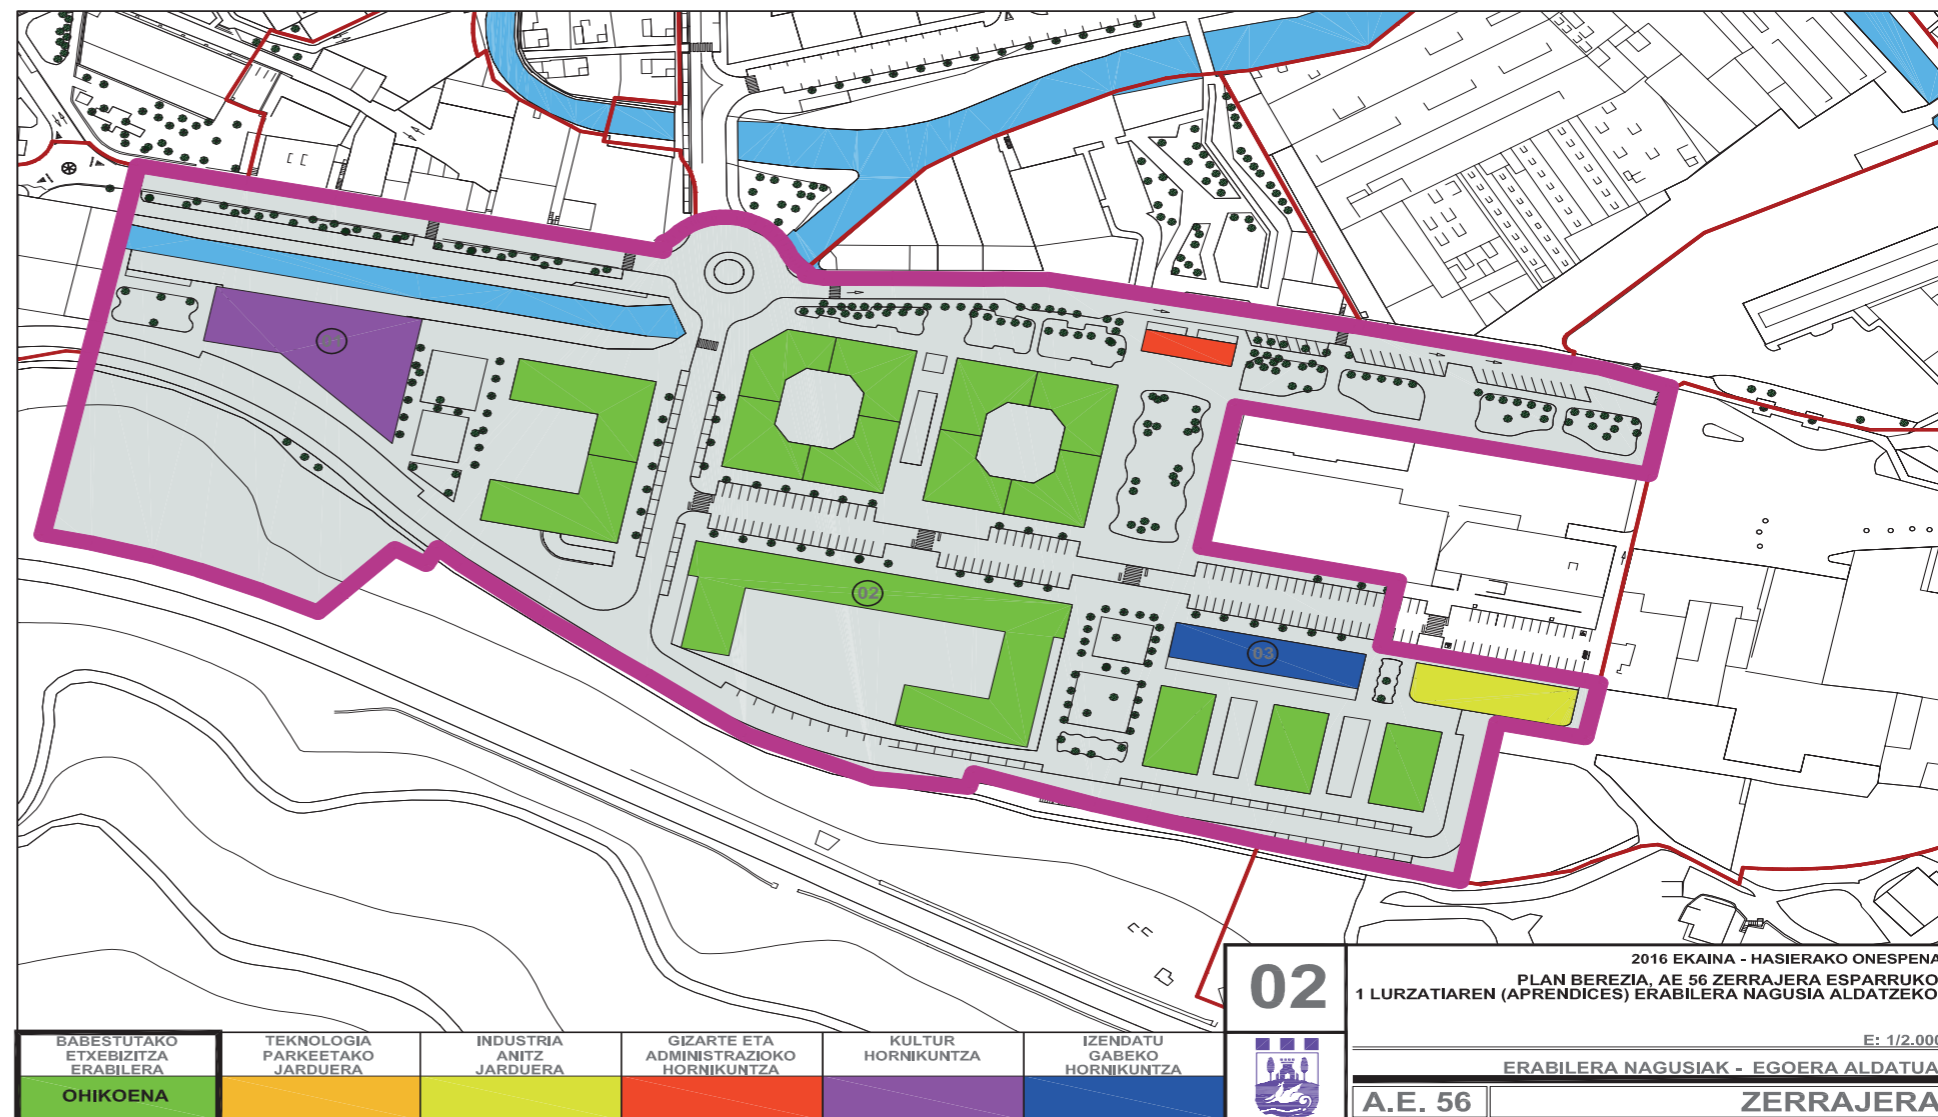 01
02
03
02
2016 EKAINA - HASIERAKO ONESPENA
PLAN BEREZIA, AE 56 ZERRAJERA ESPARRUKO
1 LURZATIAREN (APRENDICES) ERABILERA NAGUSIA ALDATZEKO
E: 1/2.000
ERABILERA NAGUSIAK - EGOERA ALDATUA
A.E. 56
ZERRAJERA
BABESTUTAKO
ETXEBIZITZA
ERABILERA
OHIKOENA
TEKNOLOGIA
PARKEETAKO
JARDUERA
INDUSTRIA
ANITZ
JARDUERA
GIZARTE ETA
ADMINISTRAZIOKO
HORNIKUNTZA
KULTUR
HORNIKUNTZA
IZENDATU
GABEKO
HORNIKUNTZA